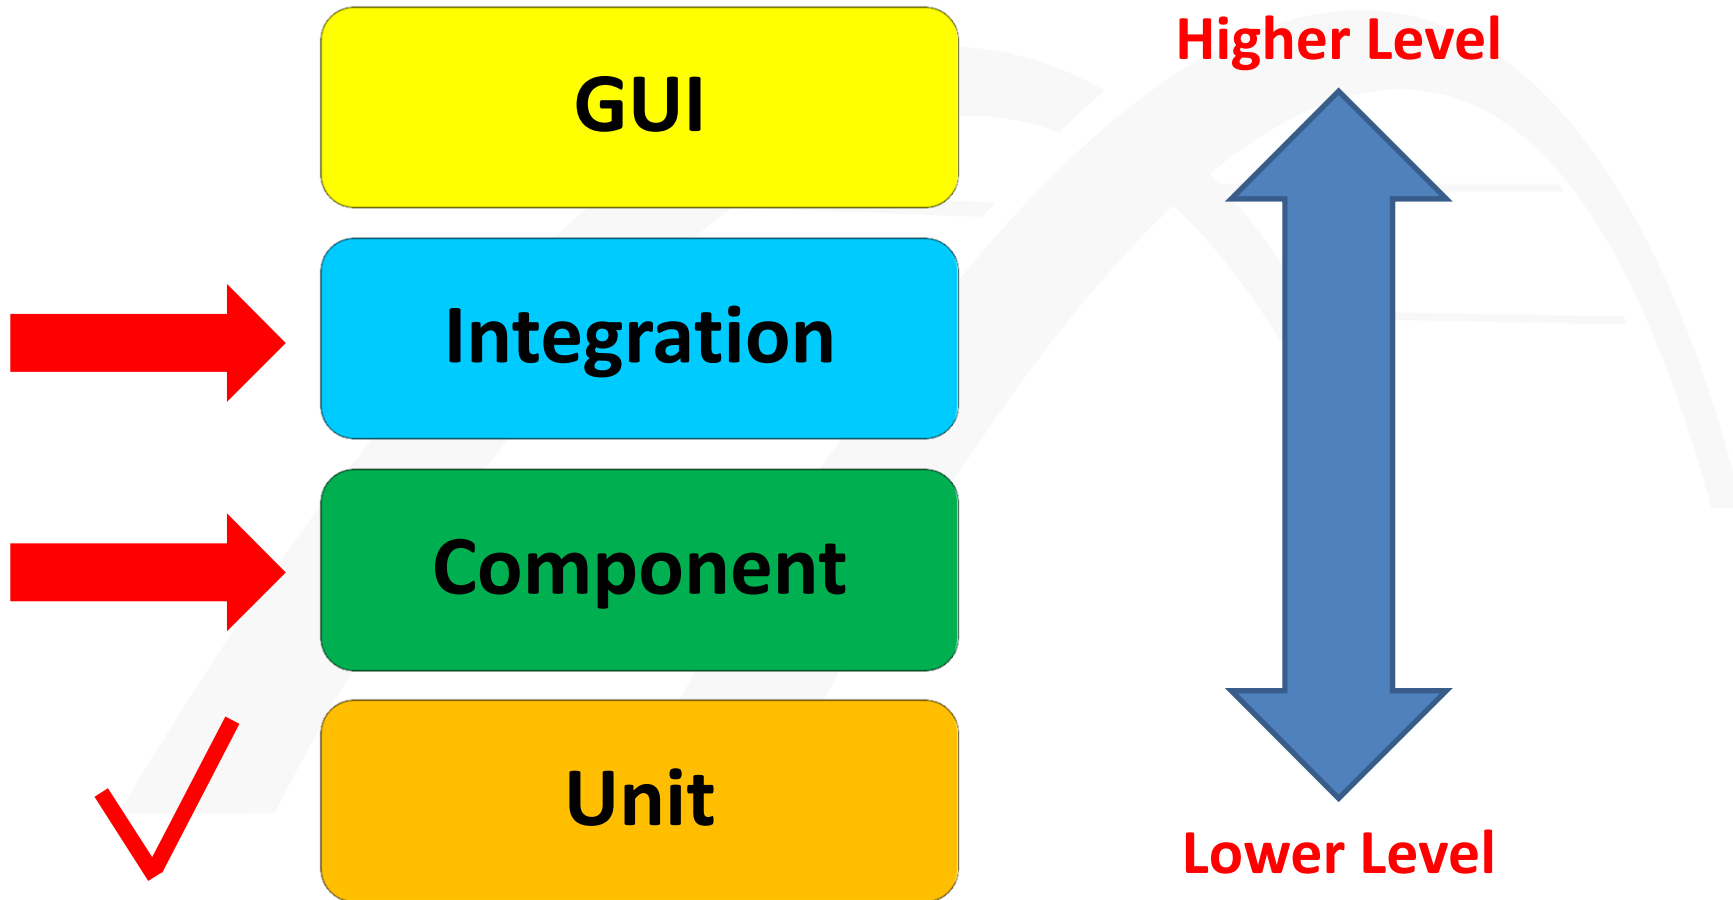 Higher Level
GUI
Integration
Component
Unit
Lower Level